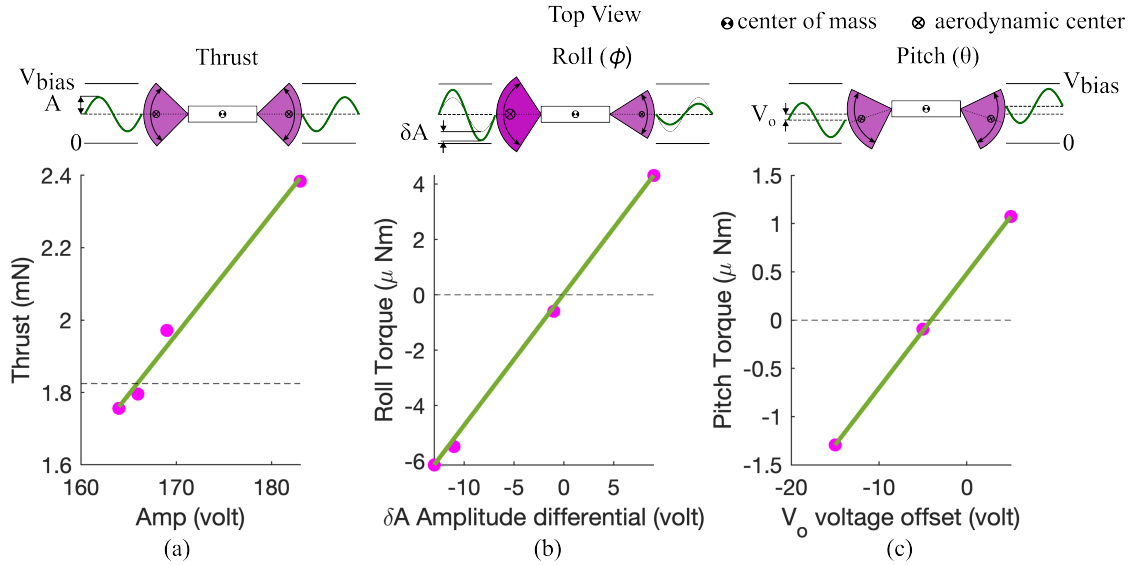 Top View
center of mass
aerodynamic center
Thrust
Roll (ϕ)
Pitch (θ)
Vbias
A
0
δA
Vo
Vbias
0
Thrust (mN)
2.4
2.2
2
1.8
1.6
160
170
180
Amp (volt)
(a)
Roll Torque (μ Nm)
4
2
0
-2
-4
-6
-10
-5
0
5
δA Amplitude differential (volt)
(b)
Pitch Torque (μ Nm)
1.5
1
0.5
0
-0.5
-1
-1.5
-20
-10
0
Vo voltage offset (volt)
(c)